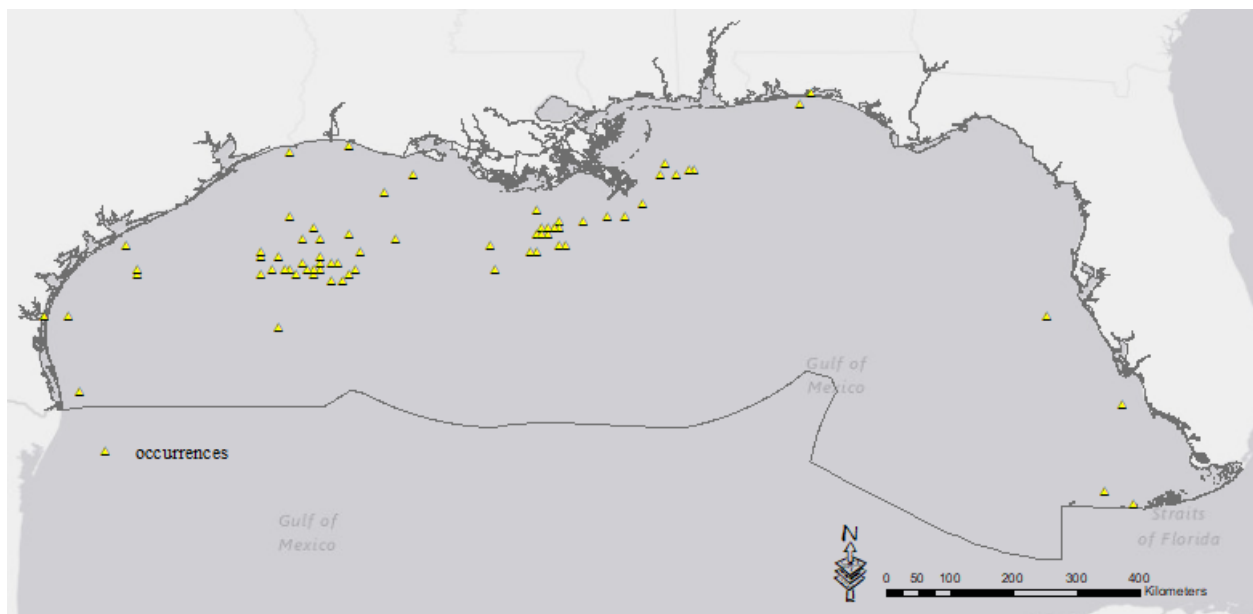 Gulf of
Mexico
occurrences
Gulf of
Mexico
Straits
of Florida
N
0 50 100 200 300 400
Kilometers